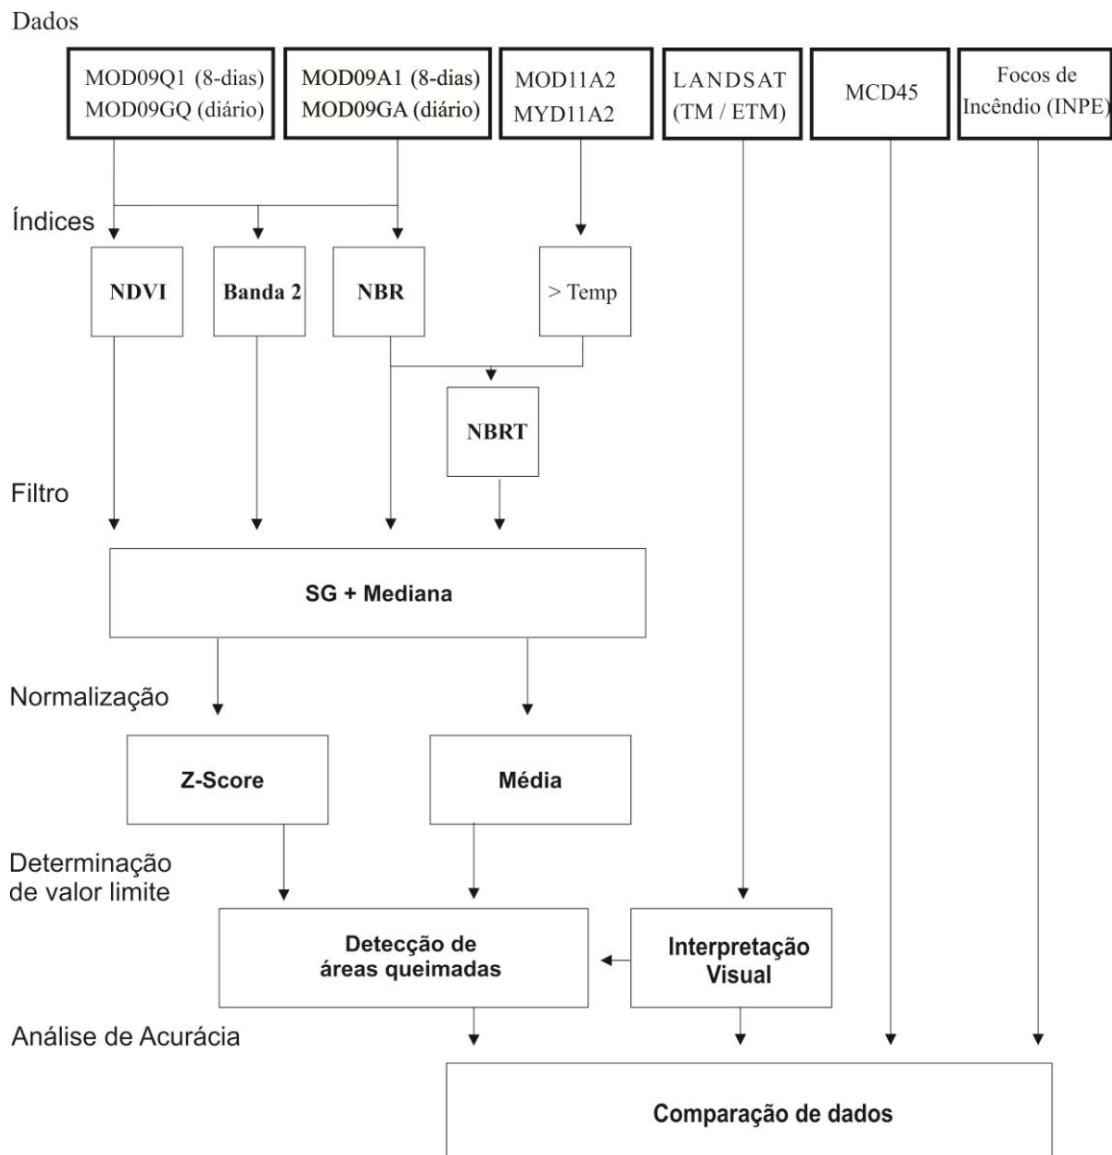 Dados
MOD09Q1 (8-dias)
MOD09GQ (diário)
MOD09A1 (8-dias)
MOD09GA (diário)
MOD11A2
MYD11A2
LANDSAT
(TM / ETM)
MCD45
Focos de
Incêndio (INPE)
Índices
NDVI
Banda 2
NBR
> Temp
NBRT
Filtro
SG + Mediana
Normalização
Z-Score
Média
Determinação
de valor limite
Detecção de
áreas queimadas
Interpretação
Visual
Análise de Acurácia
Comparação de dados